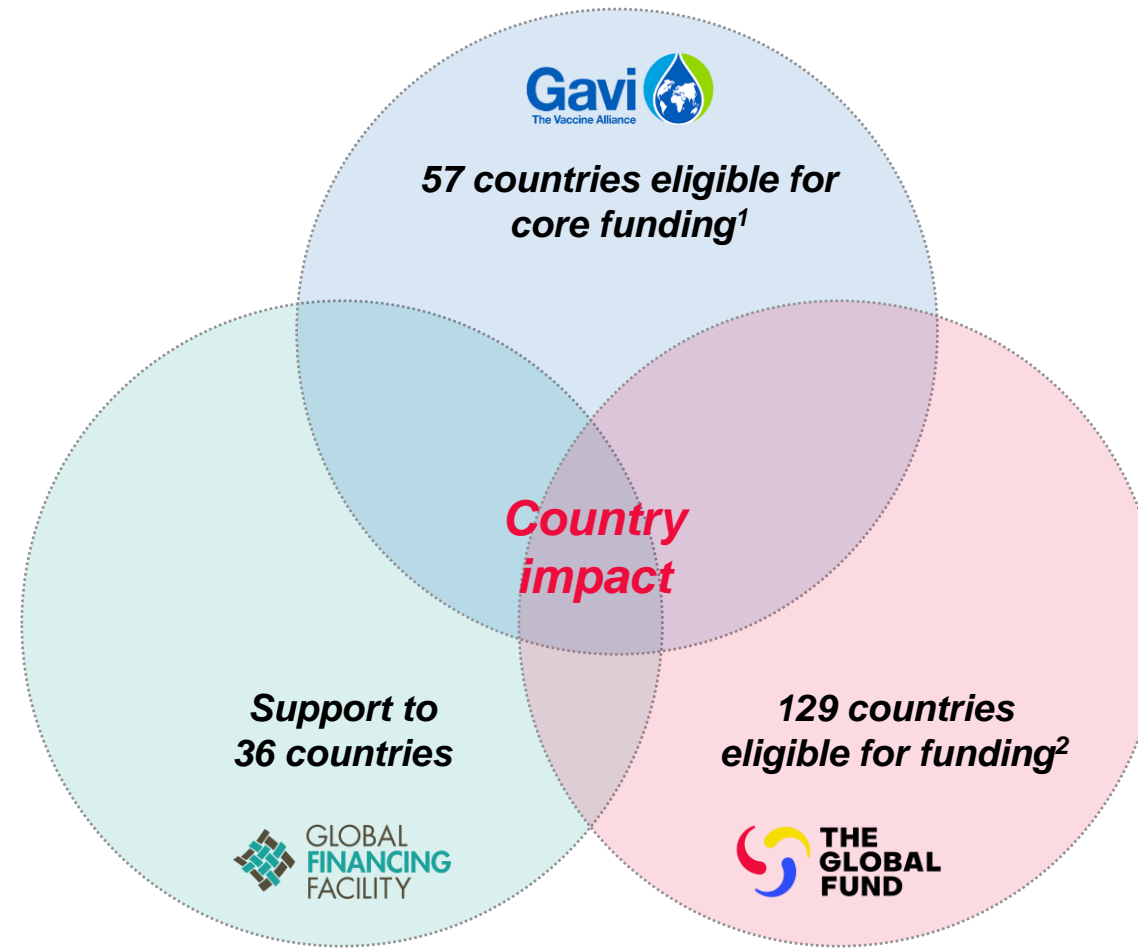 Gavi
The Vaccine Alliance
57 countries eligible for
core funding¹
Country
impact
Support to
36 countries
GLOBAL
FINANCING
FACILITY
129 countries
eligible for funding²
THE
GLOBAL
FUND